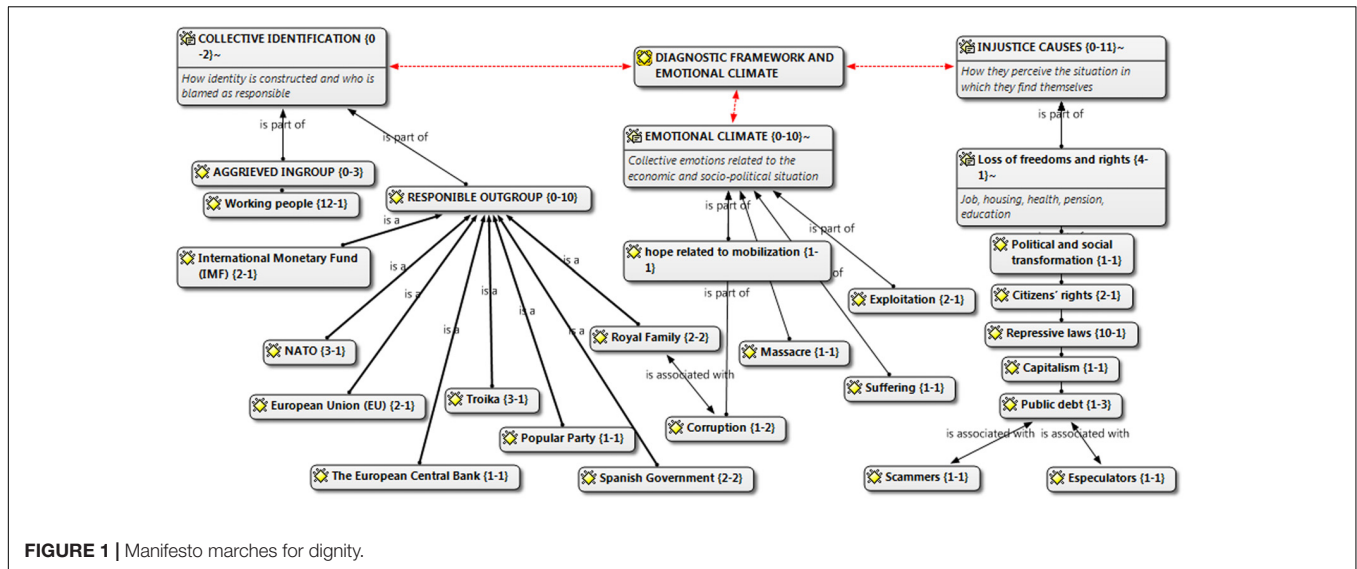 COLLECTIVE IDENTIFICATION {0
-2}~
How identity is constructed and who is
blamed as responsible
DIAGNOSTIC FRAMEWORK AND
EMOTIONAL CLIMATE
INJUSTICE CAUSES {0-11}~
How they perceive the situation in
which they find themselves
is part of
is part of
is part of
EMOTIONAL CLIMATE {0-10}~
Collective emotions related to the
economic and socio-political situation
AGGRIEVED INGROUP {0-3}
Working people {12-1}
RESPONIBLE OUTGROUP {0-10}
Loss of freedoms and rights {4-
1}~
Job, housing, health, pension,
education
is a
is part of
is part of
International Monetary Fund
(IMF) {2-1}
hope related to mobilization {1-
1}
Political and social
transformation {1-1}
is a
is a
of
is a
is a
is part of
Exploitation {2-1}
Citizens' rights {2-1}
is a
is a
is a
Royal Family {2-2}
Repressive laws {10-1}
NATO {3-1}
Massacre {1-1}
is associated with
Capitalism {1-1}
Suffering {1-1}
European Union (EU) {2-1}
Troika {3-1}
Public debt {1-3}
Corruption {1-2}
Popular Party {1-1}
is associated with
is associated with
The European Central Bank {1-1}
Spanish Government {2-2}
Scammers {1-1}
Especulators {1-1}
FIGURE 1 | Manifesto marches for dignity.